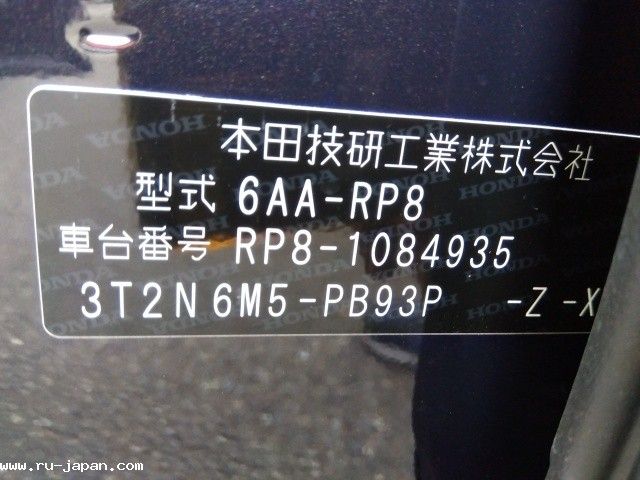 本田技研工業株式会社
型式 6AA-RP8
車台番号 RP8-1084935
3T2N6M5-PB93P -Z-X
www.ru-japan.com